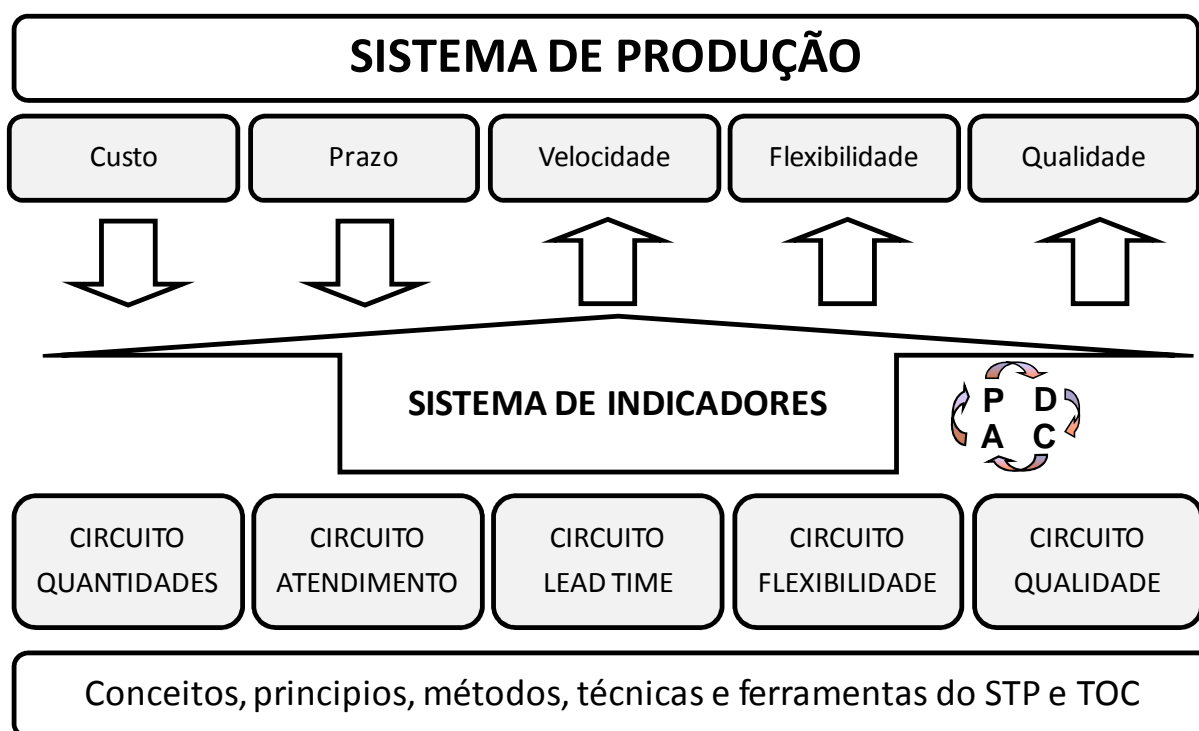 SISTEMA DE PRODUÇÃO
Custo
Prazo
Velocidade
Flexibilidade
Qualidade
SISTEMA DE INDICADORES
P D
A C
CIRCUITO
QUANTIDADES
CIRCUITO
ATENDIMENTO
CIRCUITO
LEAD TIME
CIRCUITO
FLEXIBILIDADE
CIRCUITO
QUALIDADE
Conceitos, principios, métodos, técnicas e ferramentas do STP e TOC